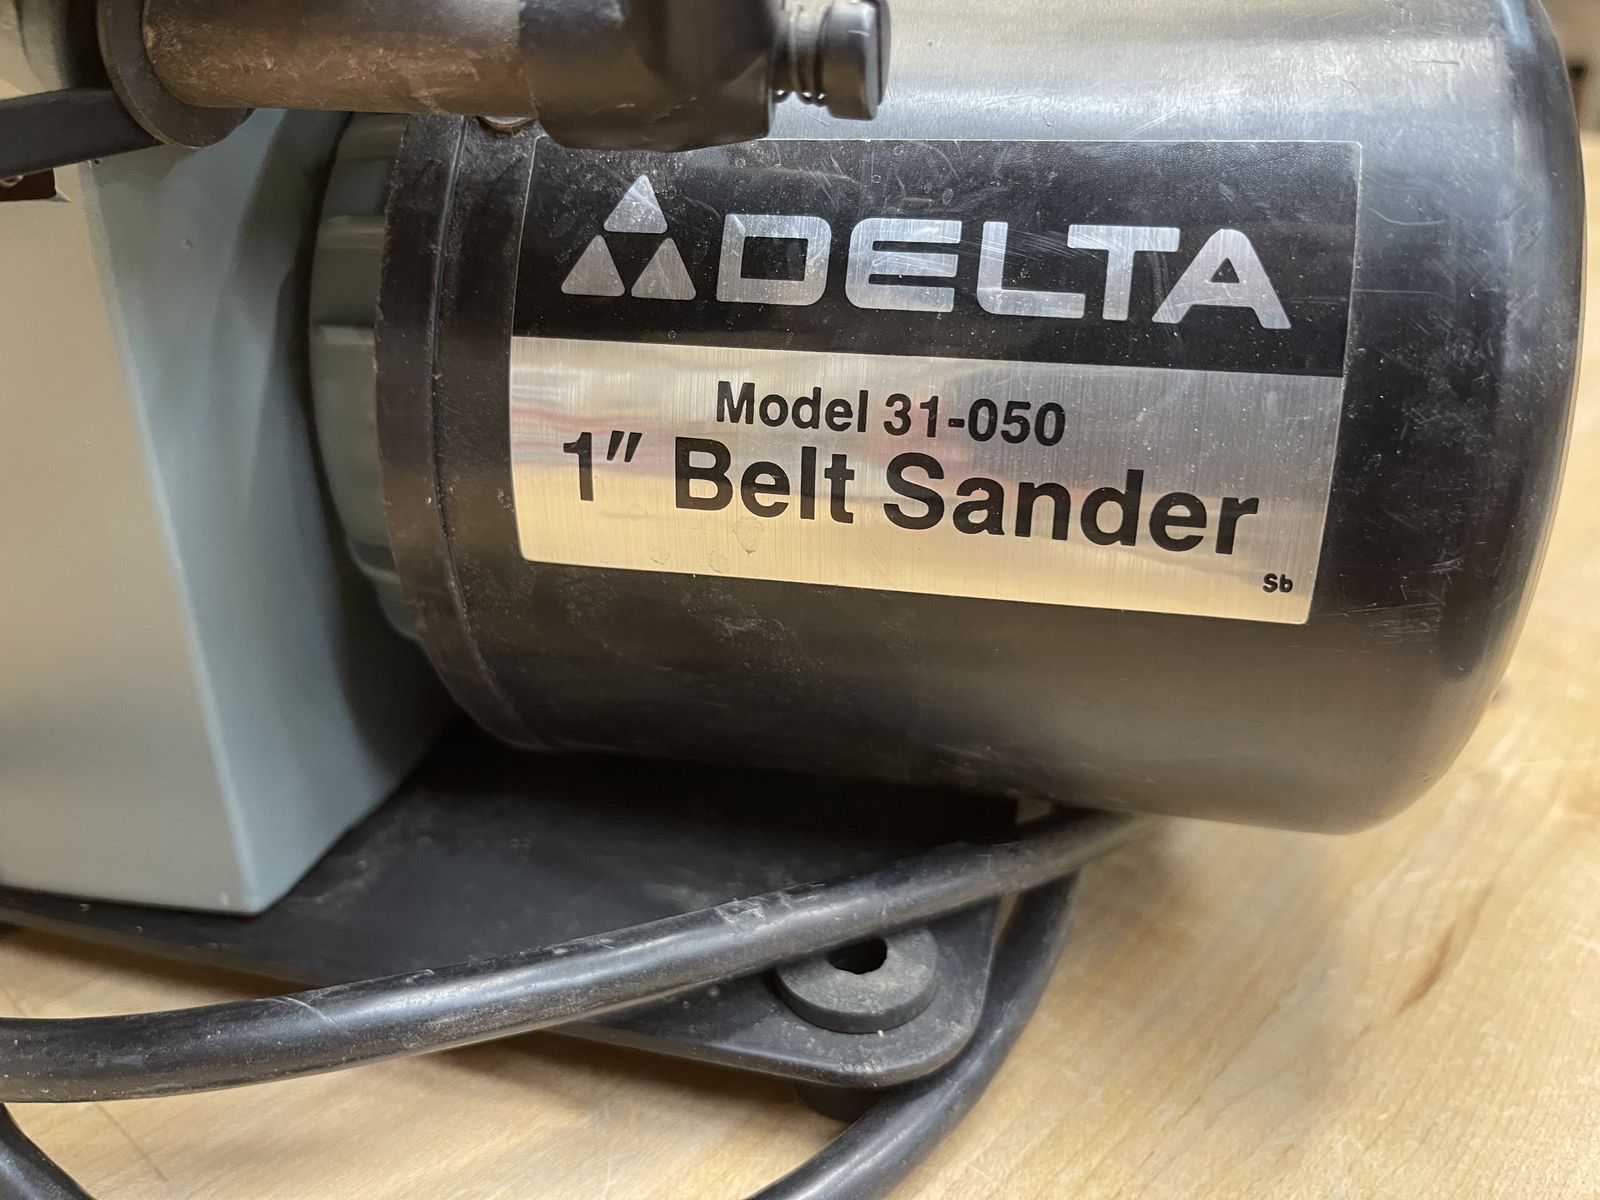 DELTA
Model 31-050
1" Belt Sander
Sb